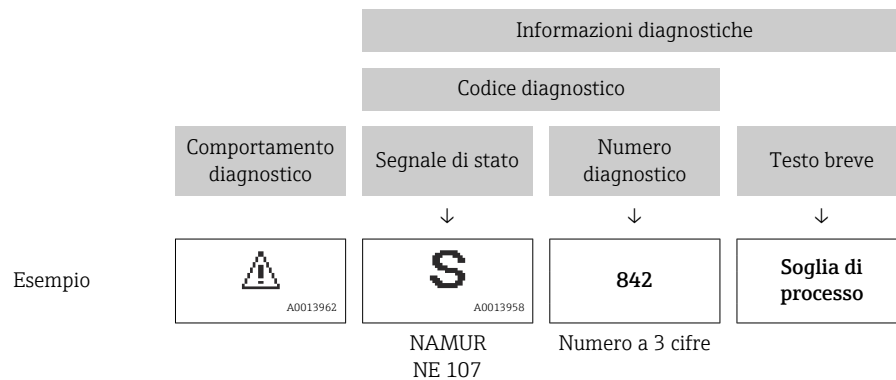 Informazioni diagnostiche
Codice diagnostico
Comportamento
diagnostico
Segnale di stato
Numero
diagnostico
Testo breve
↓ ↓ ↓
Esempio
A0013962
S
A0013958
842
Soglia di
processo
NAMUR
NE 107
Numero a 3 cifre